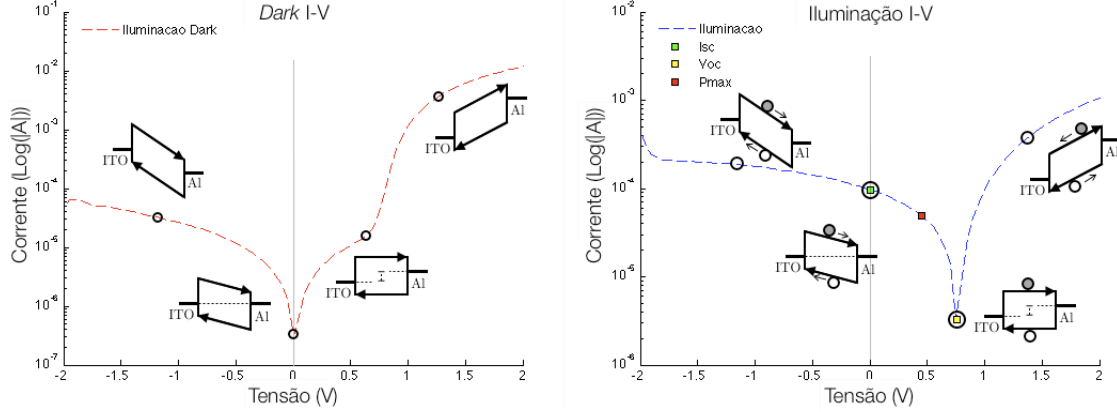 Dark I-V
Iluminacao Dark
Corrente (Log(|A|))
10^-1
10^-2
10^-3
10^-4
10^-5
10^-6
10^-7
ITO
Al
ITO
Al
ITO
Al
ITO
Al
-2
-1.5
-1
-0.5
0
0.5
1
1.5
2
Tensão (V)
Iluminação I-V
Iluminacao
Isc
Voc
Pmax
Corrente (Log(|A|))
10^-2
10^-3
10^-4
10^-5
10^-6
ITO
Al
ITO
Al
ITO
Al
ITO
Al
-2
-1.5
-1
-0.5
0
0.5
1
1.5
2
Tensão (V)